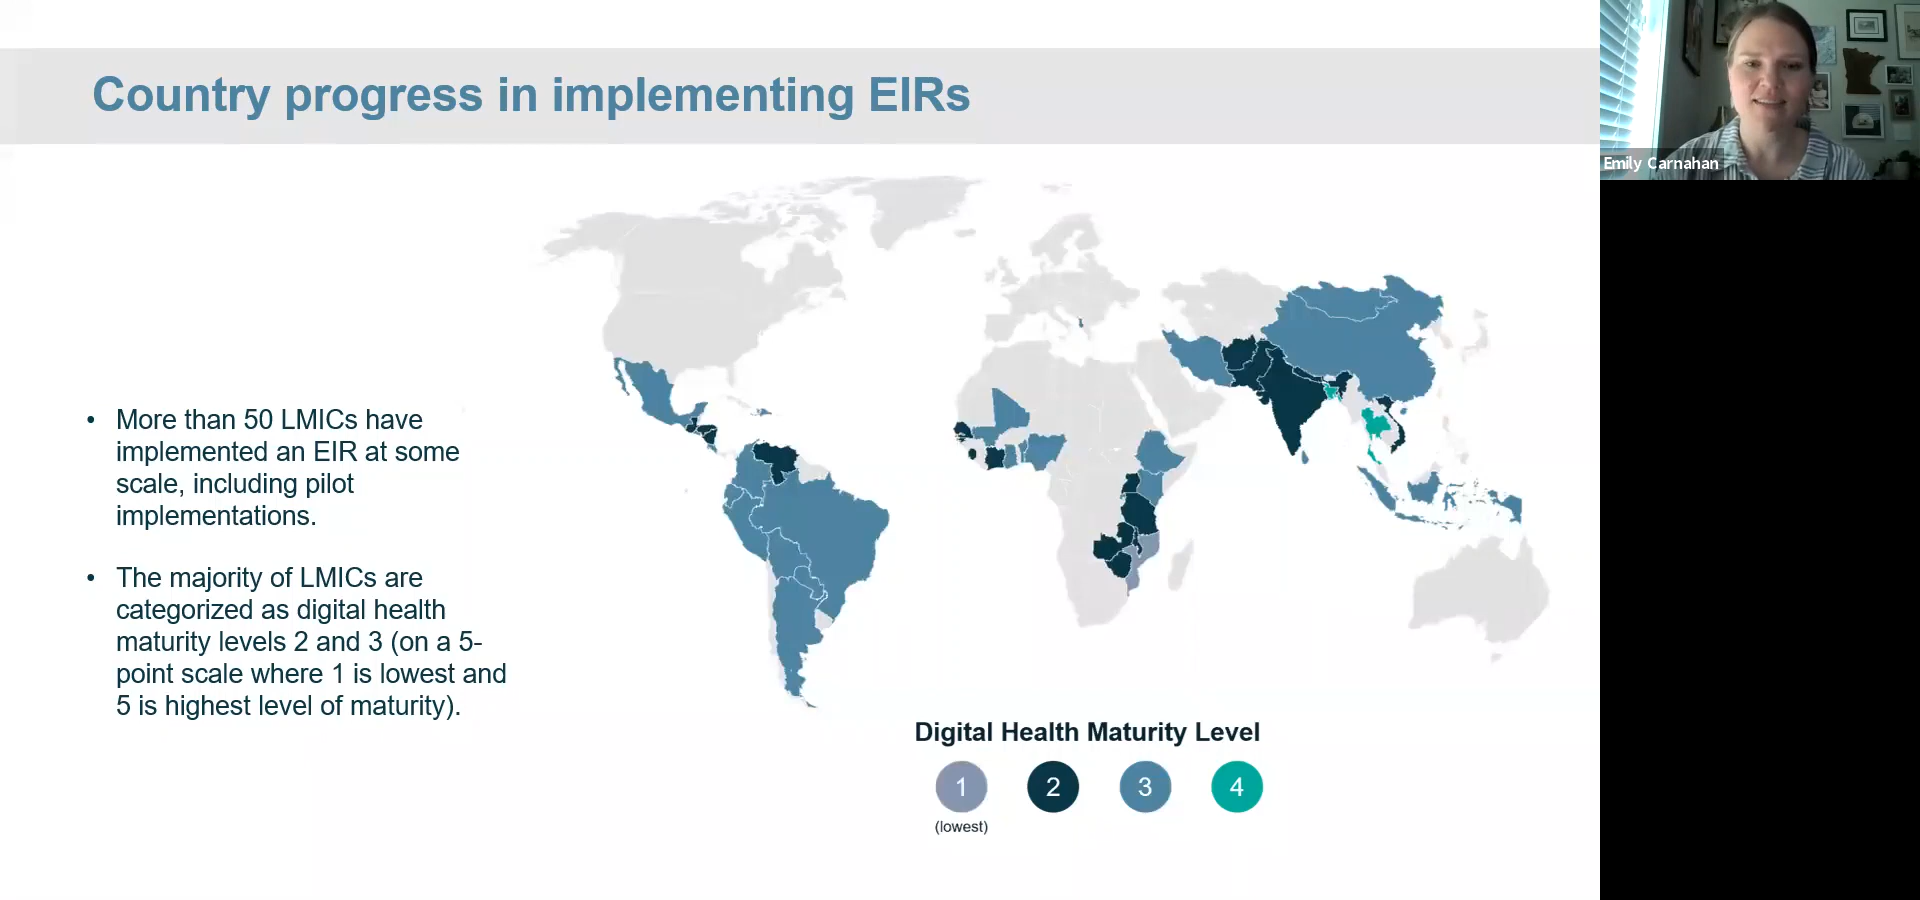 Country progress in implementing EIRs
Emily Carnahan
• More than 50 LMICs have
implemented an EIR at some
scale, including pilot
implementations.
• The majority of LMICs are
categorized as digital health
maturity levels 2 and 3 (on a 5-
point scale where 1 is lowest and
5 is highest level of maturity).
Digital Health Maturity Level
1 2 3 4
(lowest)